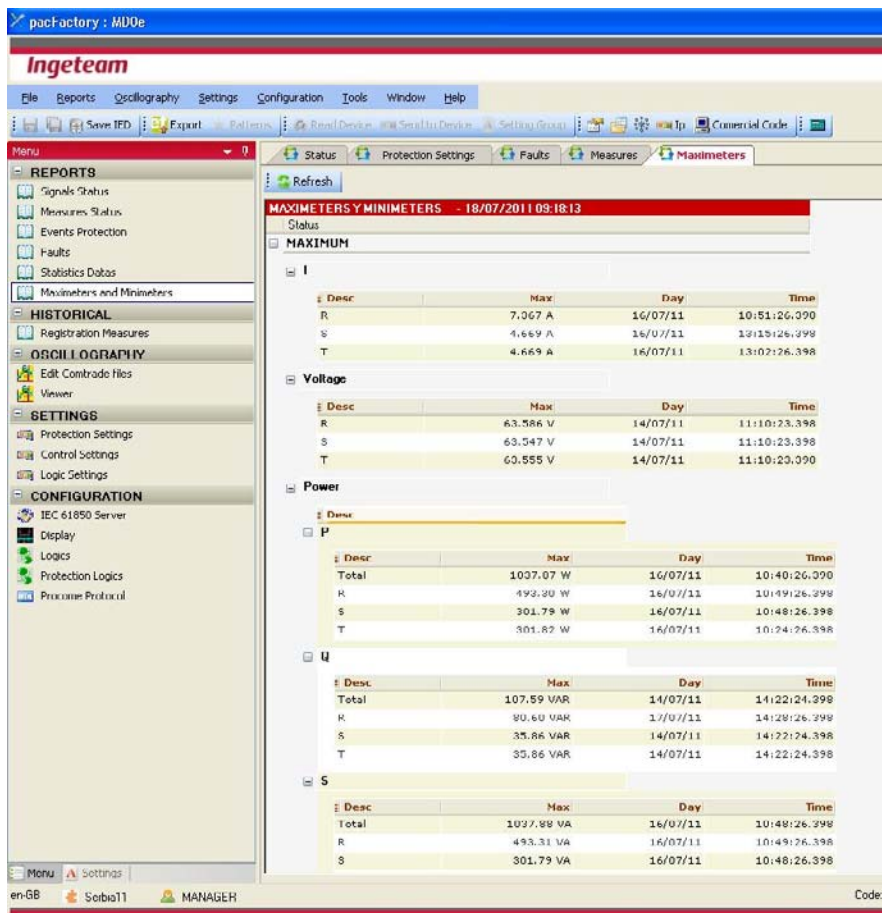 pacFactory : MD0e
Ingeteam
File Reports Oscillography Settings Configuration Tools Window Help
Save IED Export Patterns Read Device Send to Device Setting Group Ip Comercial Code
Menu
REPORTS
Signals Status
Measures Status
Events Protection
Faults
Statistics Datas
Maximeters and Minimeters
HISTORICAL
Registration Measures
OSCILLOGRAPHY
Edit Comtrade files
Viewer
SETTINGS
Protection Settings
Control Settings
Logic Settings
CONFIGURATION
IEC 61850 Server
Display
Logics
Protection Logics
Procome Protocol
Menu Settings
Status Protection Settings Faults Measures Maximeters
Refresh
MAXIMETERS Y MINIMETERS - 18/07/2011 09:18:13
Status
MAXIMUM
I
Desc Max Day Time
R 7.067 A 16/07/11 10:51:26.398
S 4.669 A 16/07/11 13:15:26.398
T 4.669 A 16/07/11 13:02:26.398
Voltage
Desc Max Day Time
R 63.586 V 14/07/11 11:10:23.398
S 63.547 V 14/07/11 11:10:23.398
T 63.555 V 14/07/11 11:10:23.398
Power
Desc
P
Desc Max Day Time
Total 1037.87 W 16/07/11 10:48:26.398
R 493.30 W 16/07/11 10:49:26.398
S 301.79 W 16/07/11 10:48:26.398
T 301.82 W 16/07/11 10:24:26.398
Q
Desc Max Day Time
Total 107.59 VAR 14/07/11 14:22:24.398
R 80.60 VAR 17/07/11 14:28:26.398
S 35.86 VAR 14/07/11 14:22:24.398
T 35.86 VAR 14/07/11 14:22:24.398
S
Desc Max Day Time
Total 1037.88 VA 16/07/11 10:48:26.398
R 493.31 VA 16/07/11 10:49:26.398
S 301.79 VA 16/07/11 10:48:26.398
en-GB Serbia11 MANAGER Code: